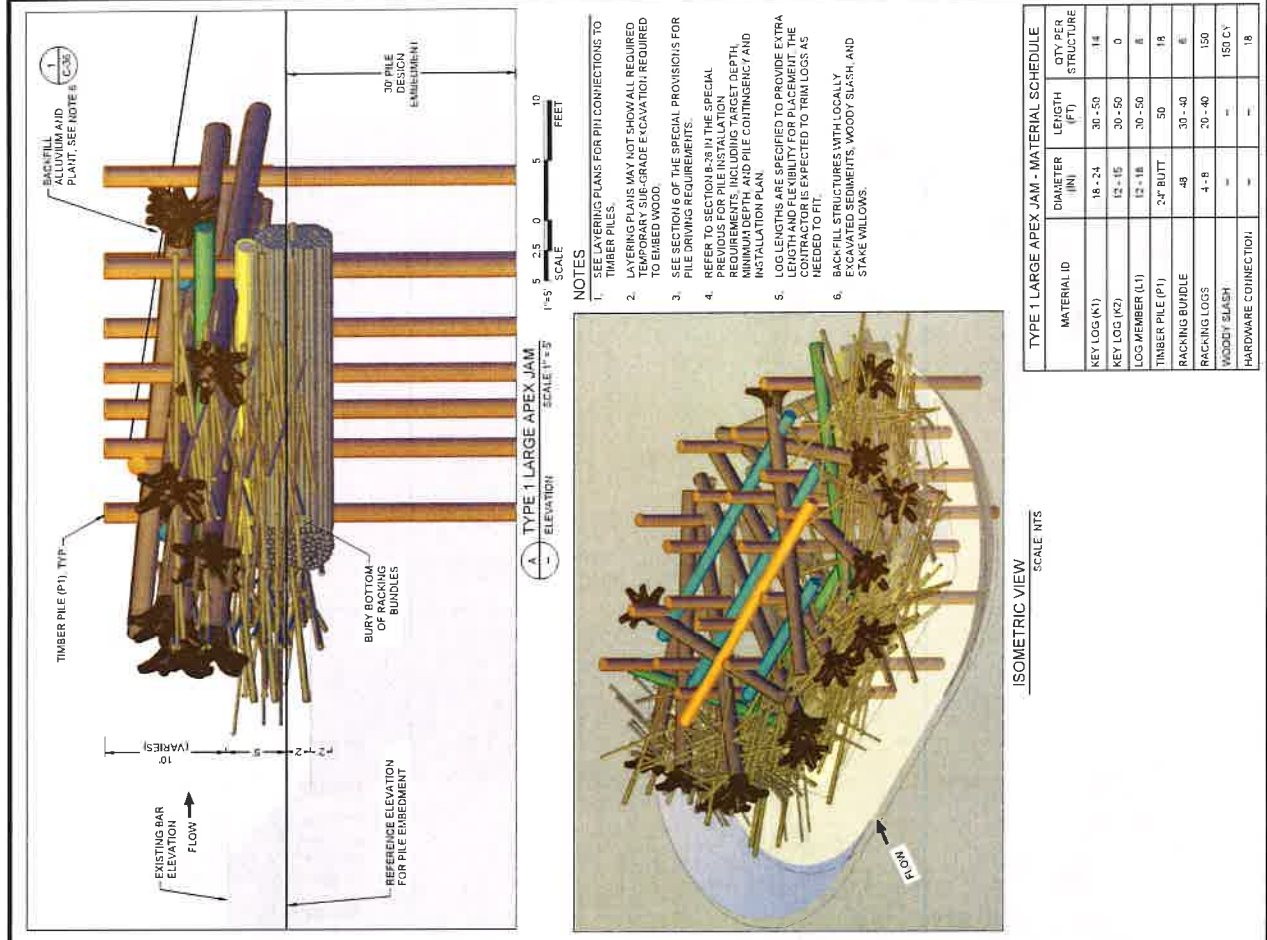 1
C-36
BACKFILL
ALLUVIUM AND
PLANT, SEE NOTE 6
TIMBER PILE (P1), TYP.
30' PILE
DESIGN
EMBEDMENT
10'
(VARIES)
5
2
2
EXISTING BAR
ELEVATION
FLOW
REFERENCE ELEVATION
FOR PILE EMBEDMENT
BURY BOTTOM
OF RACKING
BUNDLES
A
–
TYPE 1 LARGE APEX JAM
ELEVATION
SCALE 1" = 5'
1"=5'
5 2.5 0 5 10
SCALE
FEET
NOTES
1. SEE LAYERING PLANS FOR PIN CONNECTIONS TO
TIMBER PILES.
2. LAYERING PLANS MAY NOT SHOW ALL REQUIRED
TEMPORARY SUB-GRADE EXCAVATION REQUIRED
TO EMBED WOOD.
3. SEE SECTION 6 OF THE SPECIAL PROVISIONS FOR
PILE DRIVING REQUIREMENTS.
4. REFER TO SECTION 8-26 IN THE SPECIAL
PREVIOUS FOR PILE INSTALLATION
REQUIREMENTS, INCLUDING TARGET DEPTH,
MINIMUM DEPTH, AND PILE CONTINGENCY AND
INSTALLATION PLAN.
5. LOG LENGTHS ARE SPECIFIED TO PROVIDE EXTRA
LENGTH AND FLEXIBILITY FOR PLACEMENT. THE
CONTRACTOR IS EXPECTED TO TRIM LOGS AS
NEEDED TO FIT.
6. BACKFILL STRUCTURES WITH LOCALLY
EXCAVATED SEDIMENTS, WOODY SLASH, AND
STAKE WILLOWS.
FLOW
ISOMETRIC VIEW
SCALE: NTS
TYPE 1 LARGE APEX JAM - MATERIAL SCHEDULE
MATERIAL ID DIAMETER (IN) LENGTH (FT) QTY PER STRUCTURE
KEY LOG (K1) 18 - 24 30 - 50 14
KEY LOG (K2) 12 - 15 30 - 50 0
LOG MEMBER (L1) 12 - 18 30 - 50 8
TIMBER PILE (P1) 24" BUTT 50 18
RACKING BUNDLE 48 30 - 40 6
RACKING LOGS 4 - 8 20 - 40 150
WOODY SLASH – – 150 CY
HARDWARE CONNECTION – – 18